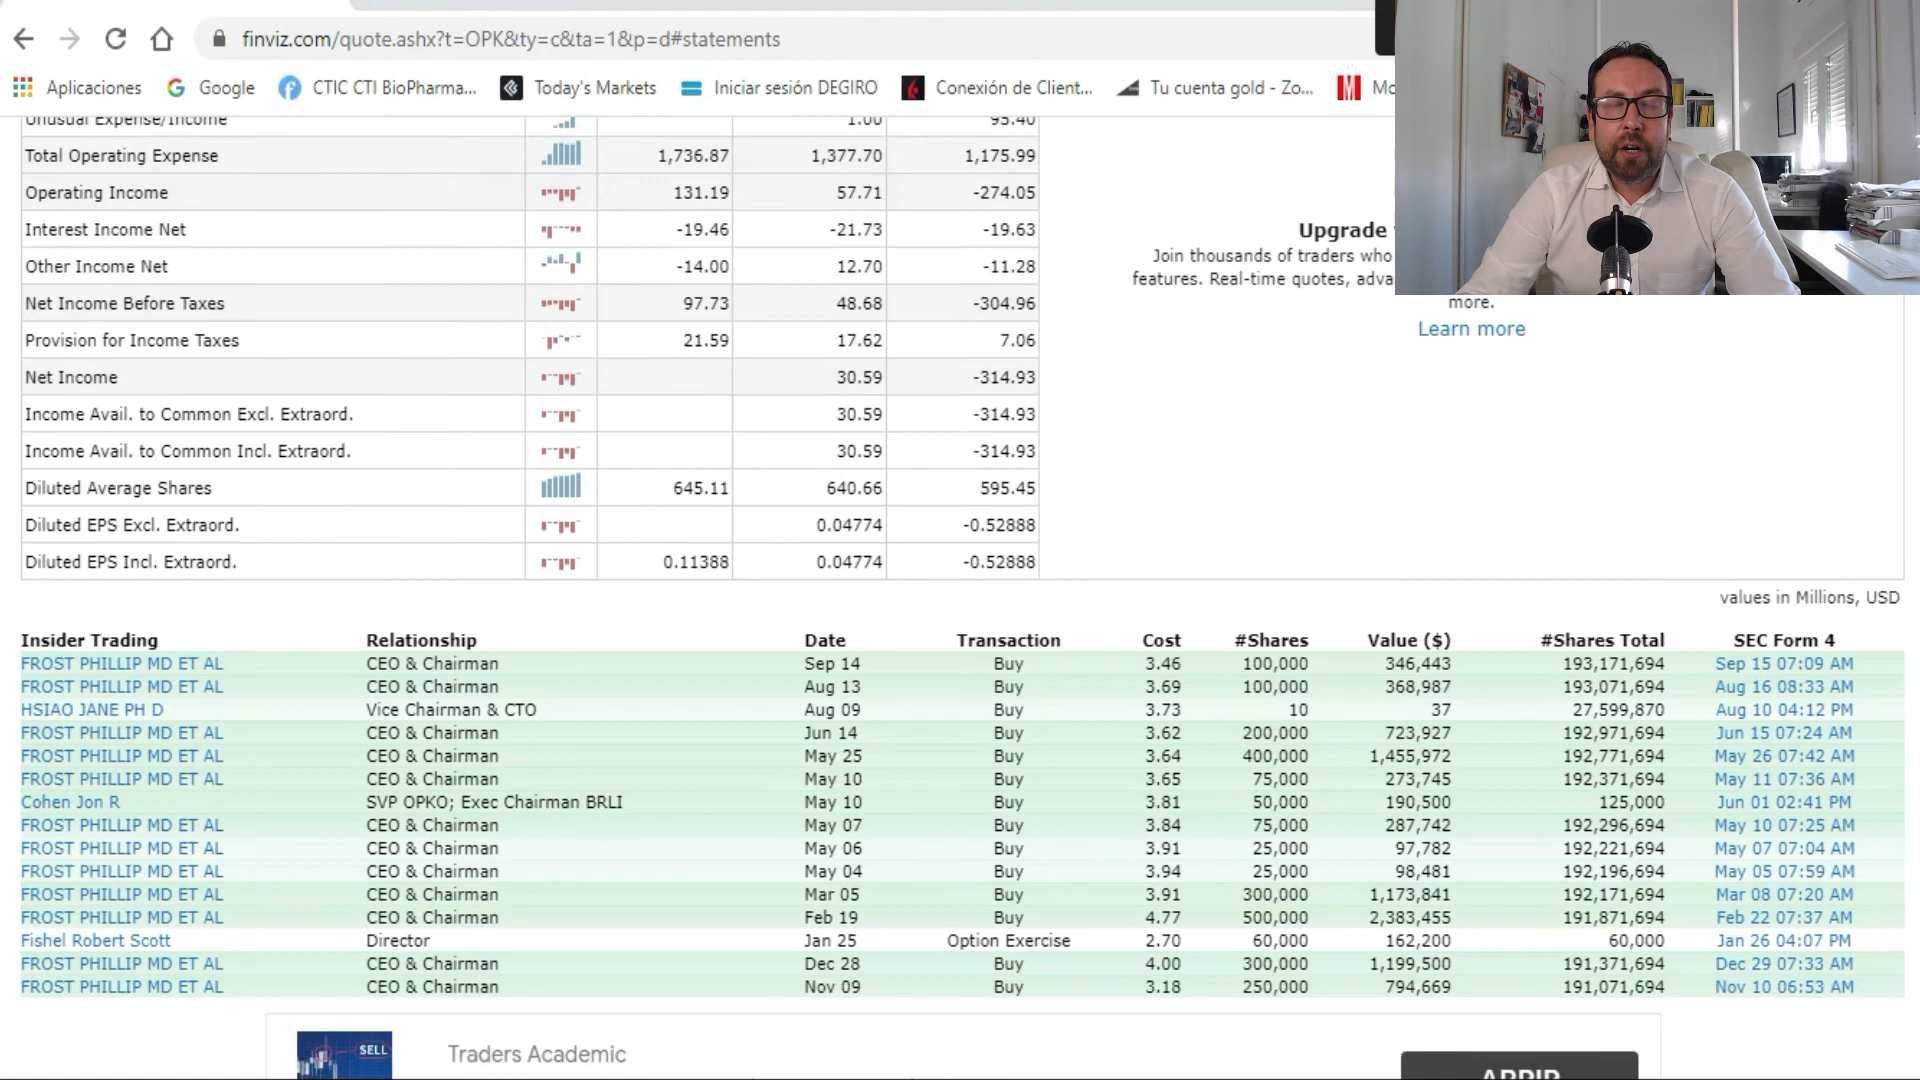 finviz.com/quote.ashx?t=OPK&ty=c&ta=1&p=d#statements
Aplicaciones Google CTIC CTI BioPharma... Today's Markets Iniciar sesión DEGIRO Conexión de Client... Tu cuenta gold - Zo... Mo
Unusual Expense/Income 1.00 95.40
Total Operating Expense 1,736.87 1,377.70 1,175.99
Operating Income 131.19 57.71 -274.05
Interest Income Net -19.46 -21.73 -19.63
Other Income Net -14.00 12.70 -11.28
Net Income Before Taxes 97.73 48.68 -304.96
Provision for Income Taxes 21.59 17.62 7.06
Net Income 30.59 -314.93
Income Avail. to Common Excl. Extraord. 30.59 -314.93
Income Avail. to Common Incl. Extraord. 30.59 -314.93
Diluted Average Shares 645.11 640.66 595.45
Diluted EPS Excl. Extraord. 0.04774 -0.52888
Diluted EPS Incl. Extraord. 0.11388 0.04774 -0.52888
Upgrade
Join thousands of traders who
features. Real-time quotes, adva
more.
Learn more
values in Millions, USD
Insider Trading Relationship Date Transaction Cost #Shares Value ($) #Shares Total SEC Form 4
FROST PHILLIP MD ET AL CEO & Chairman Sep 14 Buy 3.46 100,000 346,443 193,171,694 Sep 15 07:09 AM
FROST PHILLIP MD ET AL CEO & Chairman Aug 13 Buy 3.69 100,000 368,987 193,071,694 Aug 16 08:33 AM
HSIAO JANE PH D Vice Chairman & CTO Aug 09 Buy 3.73 10 37 27,599,870 Aug 10 04:12 PM
FROST PHILLIP MD ET AL CEO & Chairman Jun 14 Buy 3.62 200,000 723,927 192,971,694 Jun 15 07:24 AM
FROST PHILLIP MD ET AL CEO & Chairman May 25 Buy 3.64 400,000 1,455,972 192,771,694 May 26 07:42 AM
FROST PHILLIP MD ET AL CEO & Chairman May 10 Buy 3.65 75,000 273,745 192,371,694 May 11 07:36 AM
Cohen Jon R SVP OPKO; Exec Chairman BRLI May 10 Buy 3.81 50,000 190,500 125,000 Jun 01 02:41 PM
FROST PHILLIP MD ET AL CEO & Chairman May 07 Buy 3.84 75,000 287,742 192,296,694 May 10 07:25 AM
FROST PHILLIP MD ET AL CEO & Chairman May 06 Buy 3.91 25,000 97,782 192,221,694 May 07 07:04 AM
FROST PHILLIP MD ET AL CEO & Chairman May 04 Buy 3.94 25,000 98,481 192,196,694 May 05 07:59 AM
FROST PHILLIP MD ET AL CEO & Chairman Mar 05 Buy 3.91 300,000 1,173,841 192,171,694 Mar 08 07:20 AM
FROST PHILLIP MD ET AL CEO & Chairman Feb 19 Buy 4.77 500,000 2,383,455 191,871,694 Feb 22 07:37 AM
Fishel Robert Scott Director Jan 25 Option Exercise 2.70 60,000 162,200 60,000 Jan 26 04:07 PM
FROST PHILLIP MD ET AL CEO & Chairman Dec 28 Buy 4.00 300,000 1,199,500 191,371,694 Dec 29 07:33 AM
FROST PHILLIP MD ET AL CEO & Chairman Nov 09 Buy 3.18 250,000 794,669 191,071,694 Nov 10 06:53 AM
SELL
Traders Academic
ABRIR